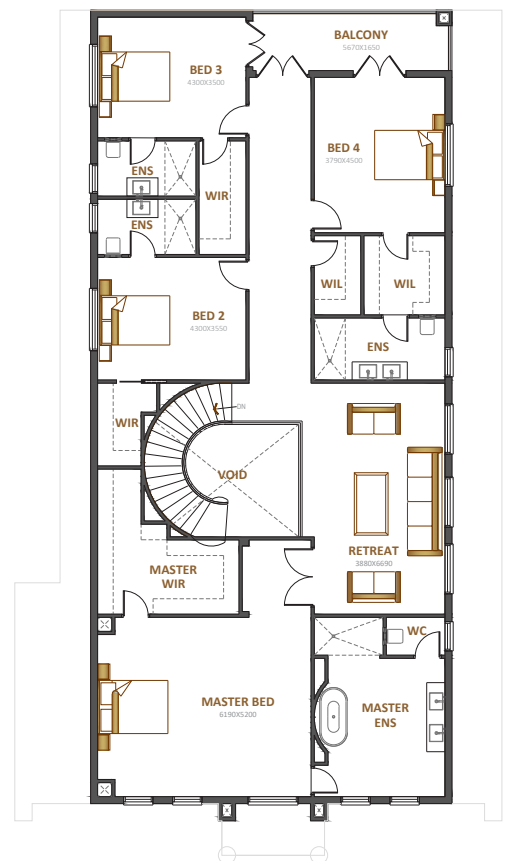 BALCONY
5670X1650
BED 3
4300X3500
BED 4
3790X4500
ENS
WIR
ENS
WIL
WIL
BED 2
4300X3550
ENS
WIR
DN
VOID
RETREAT
3880X6690
MASTER
WIR
WC
MASTER BED
6190X5200
MASTER
ENS